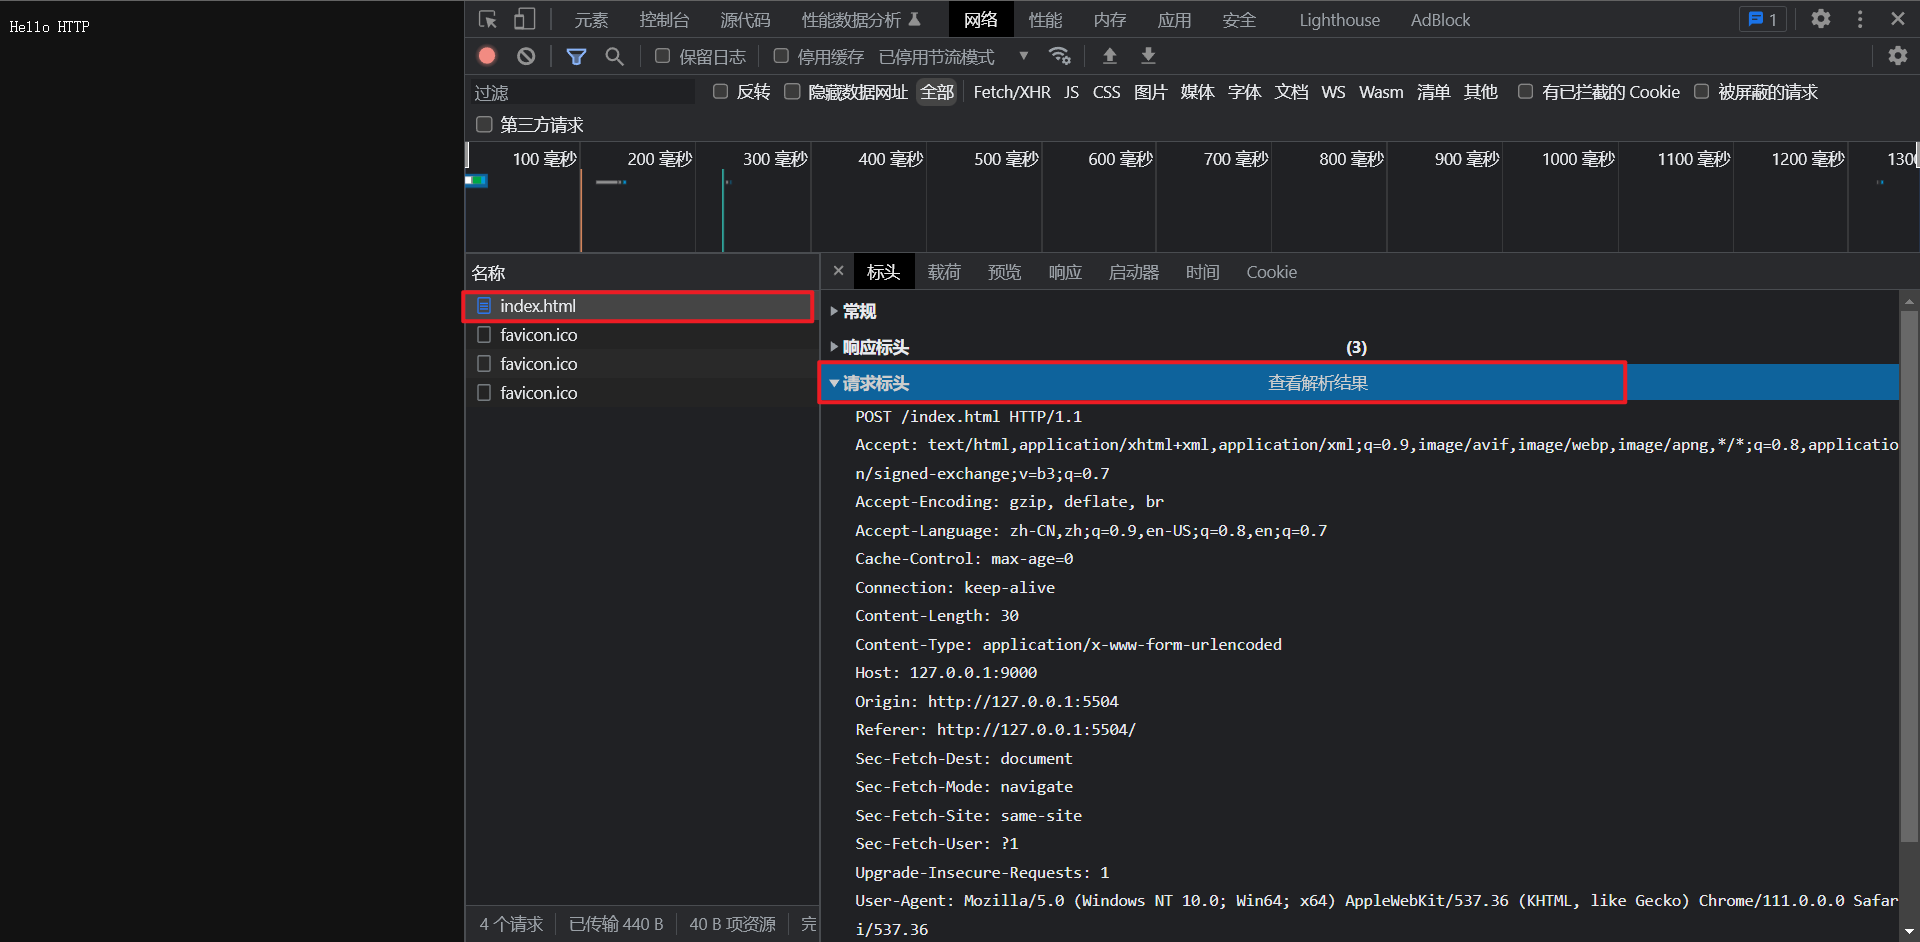 Hello HTTP
元素 控制台 源代码 性能数据分析 网络 性能 内存 应用 安全 Lighthouse AdBlock 1
保留日志 停用缓存 已停用节流模式
过滤 反转 隐藏数据网址 全部 Fetch/XHR JS CSS 图片 媒体 字体 文档 WS Wasm 清单 其他 有已拦截的 Cookie 被屏蔽的请求
第三方请求
100 毫秒 200 毫秒 300 毫秒 400 毫秒 500 毫秒 600 毫秒 700 毫秒 800 毫秒 900 毫秒 1000 毫秒 1100 毫秒 1200 毫秒 1300
名称
index.html
favicon.ico
favicon.ico
favicon.ico
4 个请求 已传输 440 B 40 B 项资源 完
标头 载荷 预览 响应 启动器 时间 Cookie
常规
响应标头 (3)
请求标头 查看解析结果
POST /index.html HTTP/1.1
Accept: text/html,application/xhtml+xml,application/xml;q=0.9,image/avif,image/webp,image/apng,*/*;q=0.8,applicatio
n/signed-exchange;v=b3;q=0.7
Accept-Encoding: gzip, deflate, br
Accept-Language: zh-CN,zh;q=0.9,en-US;q=0.8,en;q=0.7
Cache-Control: max-age=0
Connection: keep-alive
Content-Length: 30
Content-Type: application/x-www-form-urlencoded
Host: 127.0.0.1:9000
Origin: http://127.0.0.1:5504
Referer: http://127.0.0.1:5504/
Sec-Fetch-Dest: document
Sec-Fetch-Mode: navigate
Sec-Fetch-Site: same-site
Sec-Fetch-User: ?1
Upgrade-Insecure-Requests: 1
User-Agent: Mozilla/5.0 (Windows NT 10.0; Win64; x64) AppleWebKit/537.36 (KHTML, like Gecko) Chrome/111.0.0.0 Safar
i/537.36